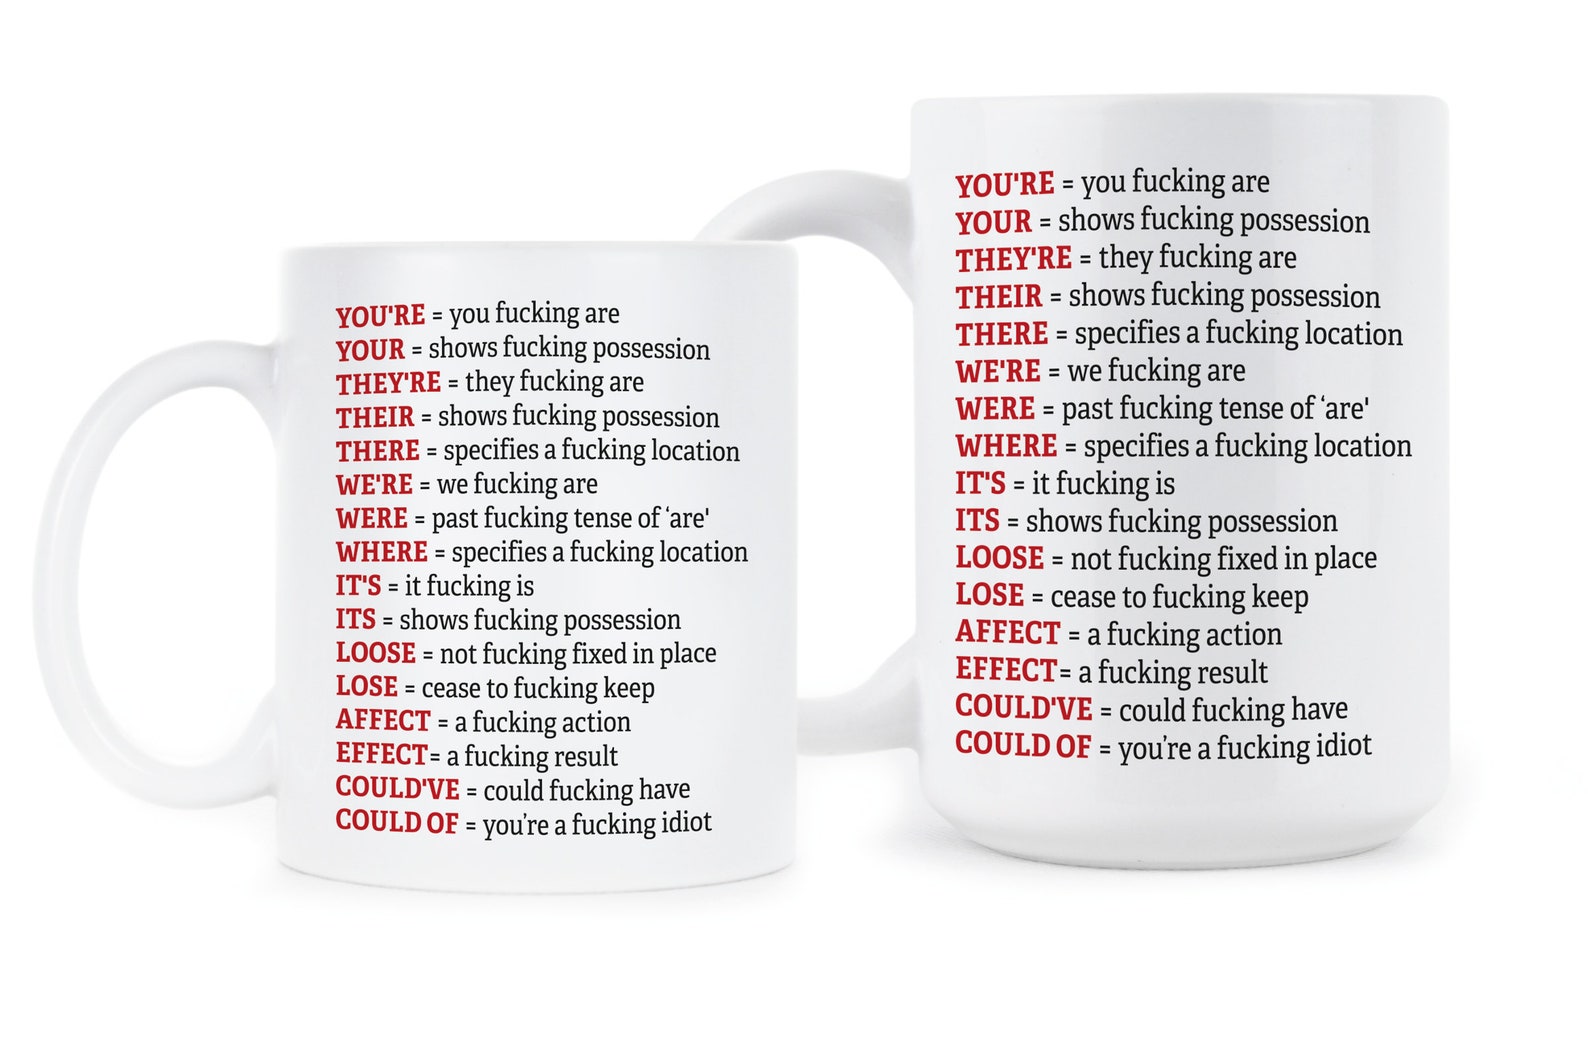 YOU'RE = you fucking are
YOUR = shows fucking possession
THEY'RE = they fucking are
THEIR = shows fucking possession
THERE = specifies a fucking location
WE'RE = we fucking are
WERE = past fucking tense of ‘are'
WHERE = specifies a fucking location
IT'S = it fucking is
ITS = shows fucking possession
LOOSE = not fucking fixed in place
LOSE = cease to fucking keep
AFFECT = a fucking action
EFFECT= a fucking result
COULD'VE = could fucking have
COULD OF = you’re a fucking idiot
YOU'RE = you fucking are
YOUR = shows fucking possession
THEY'RE = they fucking are
THEIR = shows fucking possession
THERE = specifies a fucking location
WE'RE = we fucking are
WERE = past fucking tense of ‘are'
WHERE = specifies a fucking location
IT'S = it fucking is
ITS = shows fucking possession
LOOSE = not fucking fixed in place
LOSE = cease to fucking keep
AFFECT = a fucking action
EFFECT= a fucking result
COULD'VE = could fucking have
COULD OF = you’re a fucking idiot